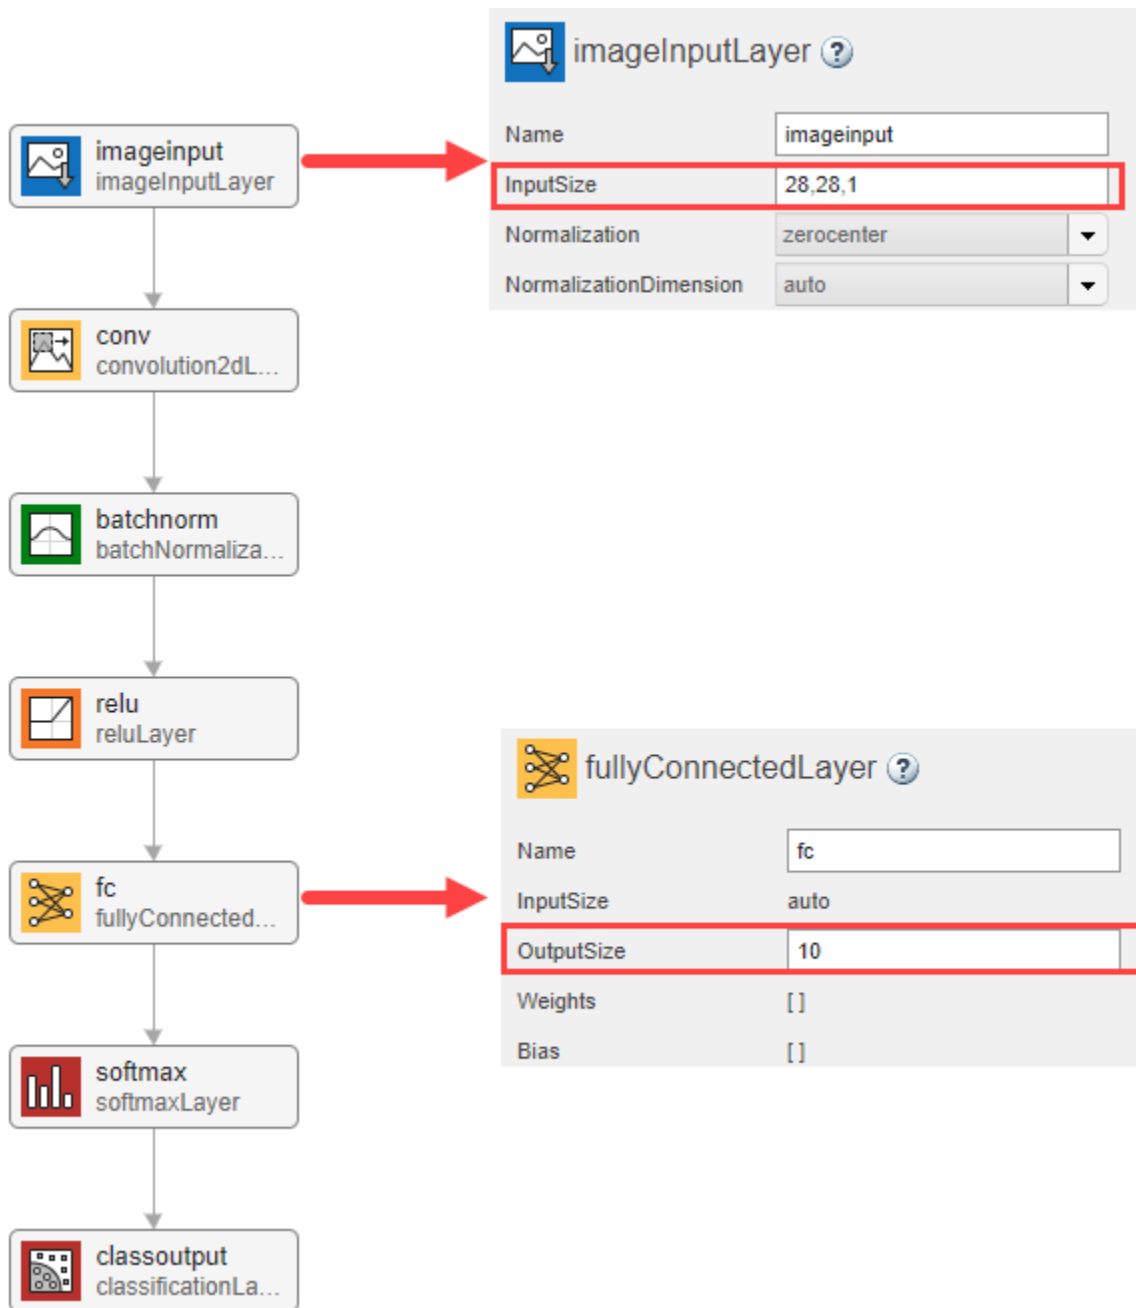 imageInputLayer ?
Name imageinput
InputSize 28,28,1
Normalization zerocenter
NormalizationDimension auto
imageinput
imageInputLayer
conv
convolution2dL...
batchnorm
batchNormaliza...
relu
reluLayer
fc
fullyConnected...
softmax
softmaxLayer
classoutput
classificationLa...
fullyConnectedLayer ?
Name fc
InputSize auto
OutputSize 10
Weights []
Bias []